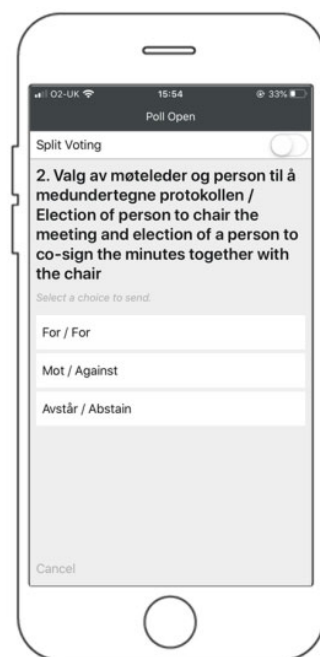 O2-UK 15:54 33%
Poll Open
Split Voting
2. Valg av møteleder og person til å
medundertegne protokollen /
Election of person to chair the
meeting and election of a person to
co-sign the minutes together with
the chair
Select a choice to send.
For / For
Mot / Against
Avstår / Abstain
Cancel